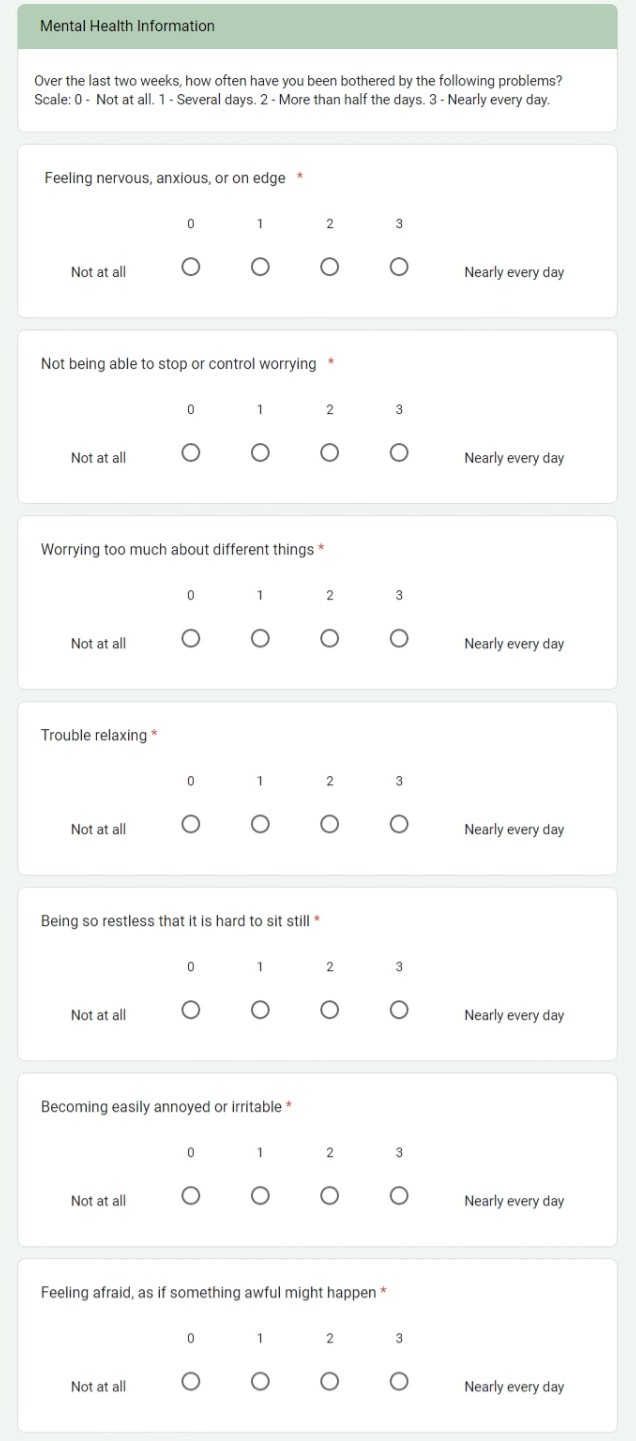 Mental Health Information
Over the last two weeks, how often have you been bothered by the following problems?
Scale: 0 - Not at all. 1 - Several days. 2 - More than half the days. 3 - Nearly every day.
Feeling nervous, anxious, or on edge *
0 1 2 3
Not at all Nearly every day
Not being able to stop or control worrying *
0 1 2 3
Not at all Nearly every day
Worrying too much about different things *
0 1 2 3
Not at all Nearly every day
Trouble relaxing *
0 1 2 3
Not at all Nearly every day
Being so restless that it is hard to sit still *
0 1 2 3
Not at all Nearly every day
Becoming easily annoyed or irritable *
0 1 2 3
Not at all Nearly every day
Feeling afraid, as if something awful might happen *
0 1 2 3
Not at all Nearly every day